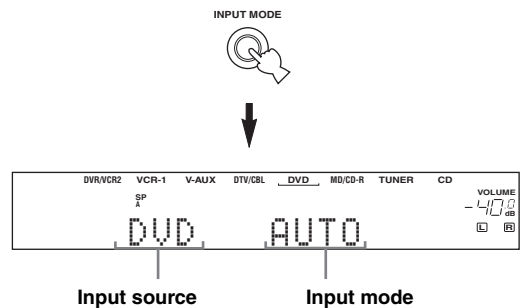 INPUT MODE
DVR/VCR2 VCR-1 V-AUX DTV/CBL DVD MD/CD-R TUNER CD
VOLUME
SP
A
-40.0 dB
L R
DVD AUTO
Input source Input mode